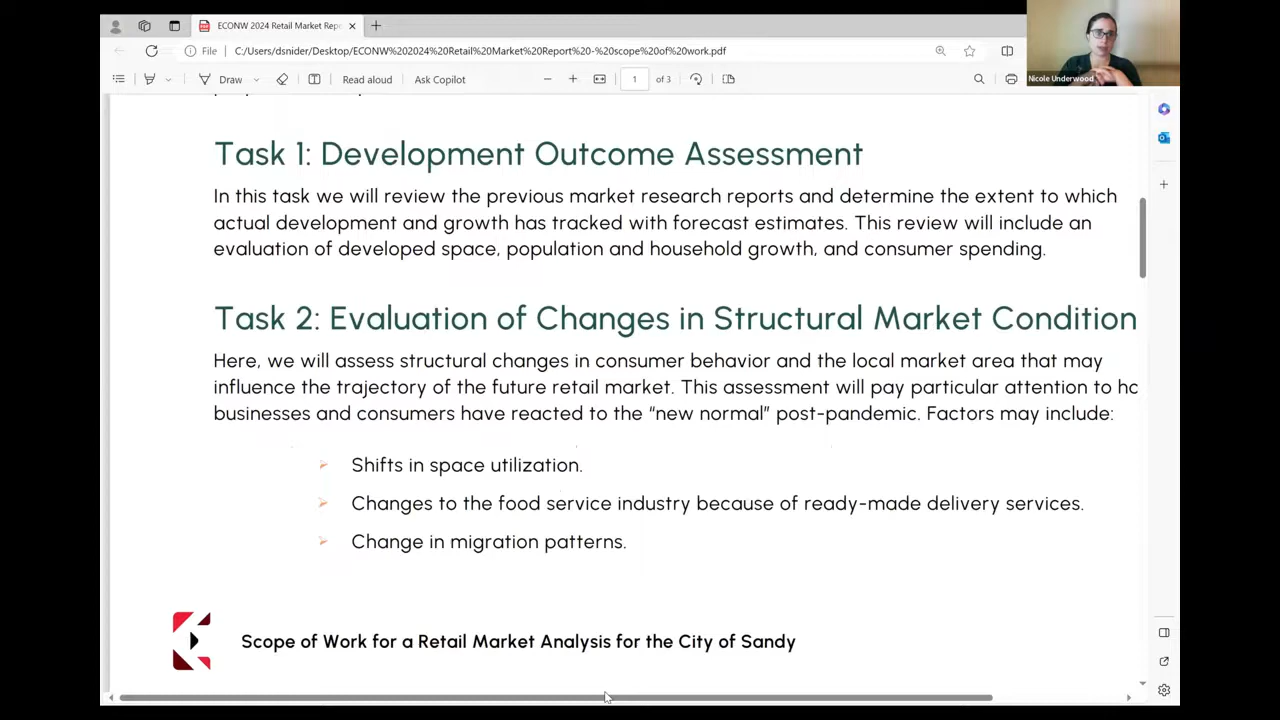 ECONW 2024 Retail Market Repo
File
C:/Users/dsnider/Desktop/ECONW%202024%20Retail%20Market%20Report%20-%20scope%20of%20work.pdf
Draw
Read aloud
Ask Copilot
1
of 3
Nicole Underwood
Task 1: Development Outcome Assessment
In this task we will review the previous market research reports and determine the extent to which
actual development and growth has tracked with forecast estimates. This review will include an
evaluation of developed space, population and household growth, and consumer spending.
Task 2: Evaluation of Changes in Structural Market Condition
Here, we will assess structural changes in consumer behavior and the local market area that may
influence the trajectory of the future retail market. This assessment will pay particular attention to ho
businesses and consumers have reacted to the “new normal” post-pandemic. Factors may include:
Shifts in space utilization.
Changes to the food service industry because of ready-made delivery services.
Change in migration patterns.
Scope of Work for a Retail Market Analysis for the City of Sandy